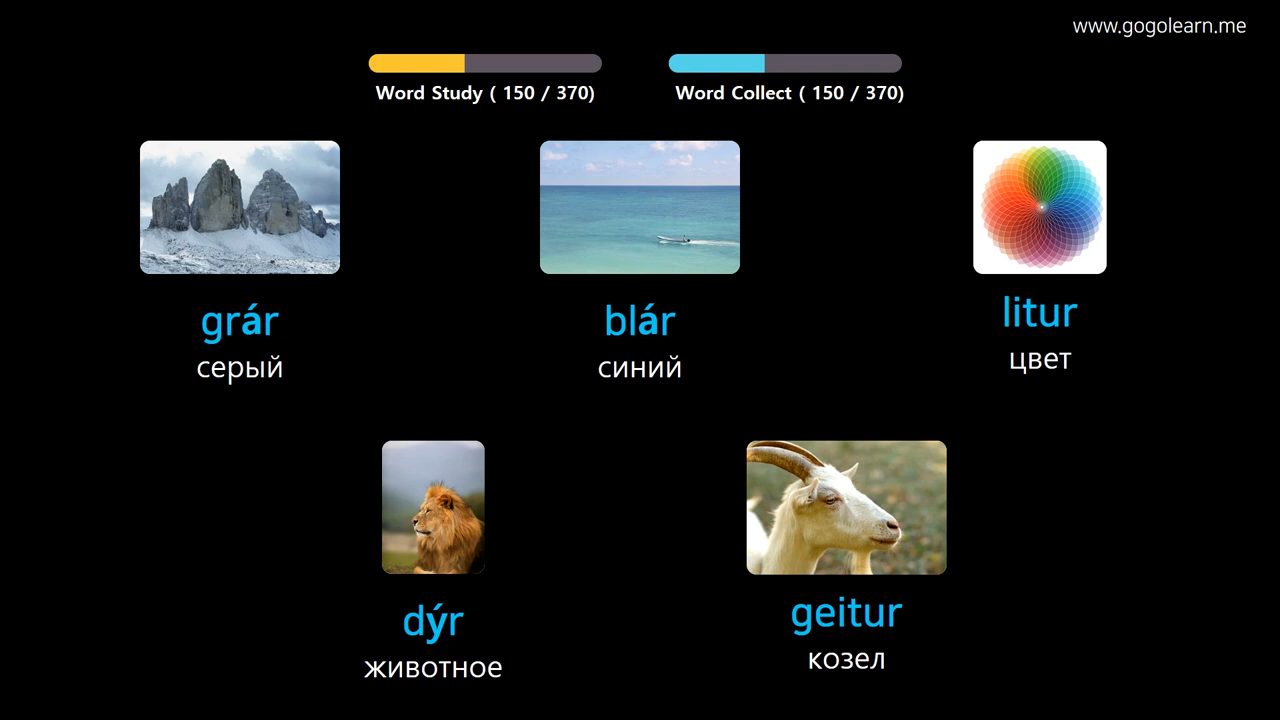 www.gogolearn.me
Word Study ( 150 / 370)
Word Collect ( 150 / 370)
grár
серый
blár
синий
litur
цвет
dýr
животное
geitur
козел